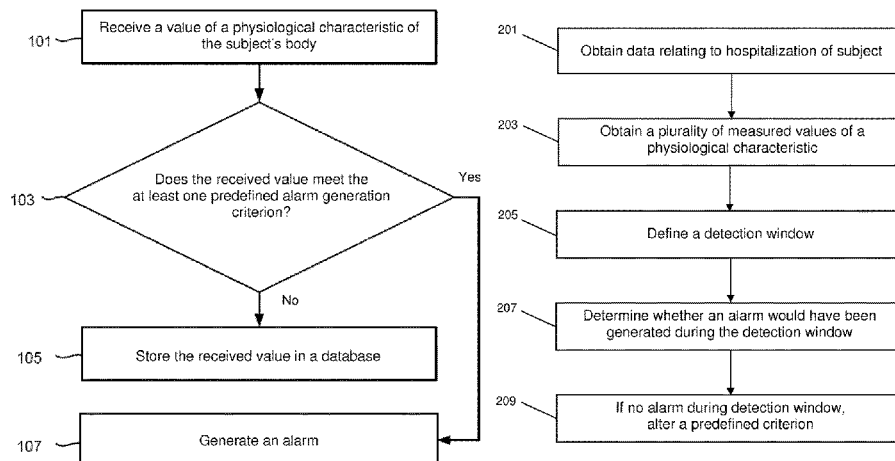 101
Receive a value of a physiological characteristic of
the subject's body
103
Does the received value meet the
at least one predefined alarm generation
criterion?
Yes
No
105
Store the received value in a database
107
Generate an alarm
201
Obtain data relating to hospitalization of subject
203
Obtain a plurality of measured values of a
physiological characteristic
205
Define a detection window
207
Determine whether an alarm would have been
generated during the detection window
209
If no alarm during detection window,
alter a predefined criterion